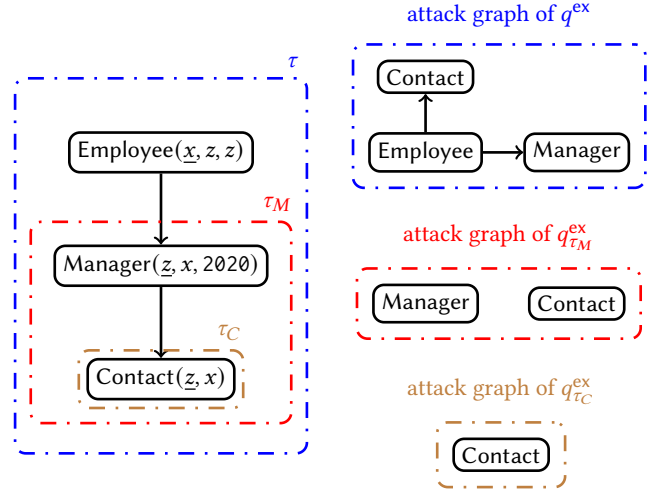 τ
Employee(x, z, z)
τ_M
Manager(z, x, 2020)
τ_C
Contact(z, x)
attack graph of q^ex
Contact
Employee
Manager
attack graph of q^ex_τ_M
Manager
Contact
attack graph of q^ex_τ_C
Contact